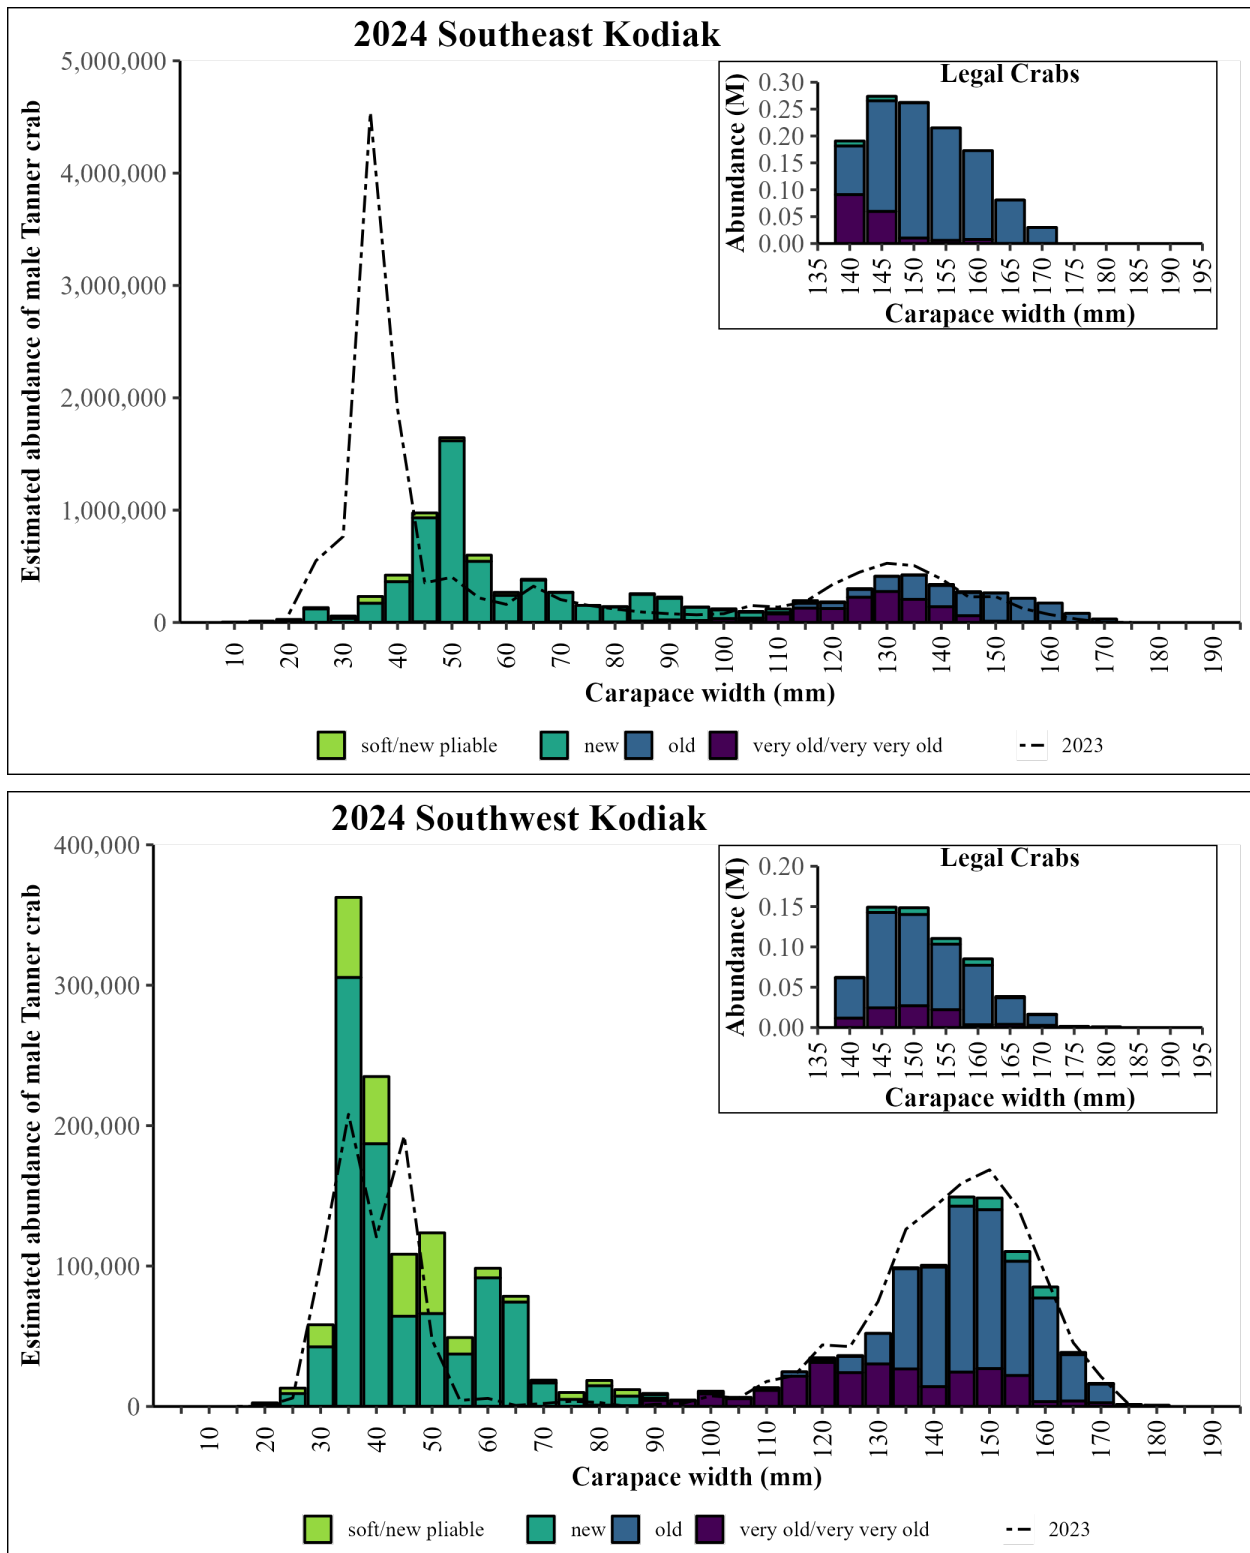 2024 Southeast Kodiak
Estimated abundance of male Tanner crab
5,000,000
4,000,000
3,000,000
2,000,000
1,000,000
0
10 20 30 40 50 60 70 80 90 100 110 120 130 140 150 160 170 180 190
Carapace width (mm)
Legal Crabs
Abundance (M)
0.30
0.25
0.20
0.15
0.10
0.05
0.00
135 140 145 150 155 160 165 170 175 180 185 190 195
Carapace width (mm)
soft/new pliable new old very old/very very old 2023
2024 Southwest Kodiak
Estimated abundance of male Tanner crab
400,000
300,000
200,000
100,000
0
10 20 30 40 50 60 70 80 90 100 110 120 130 140 150 160 170 180 190
Carapace width (mm)
Legal Crabs
Abundance (M)
0.20
0.15
0.10
0.05
0.00
135 140 145 150 155 160 165 170 175 180 185 190 195
Carapace width (mm)
soft/new pliable new old very old/very very old 2023